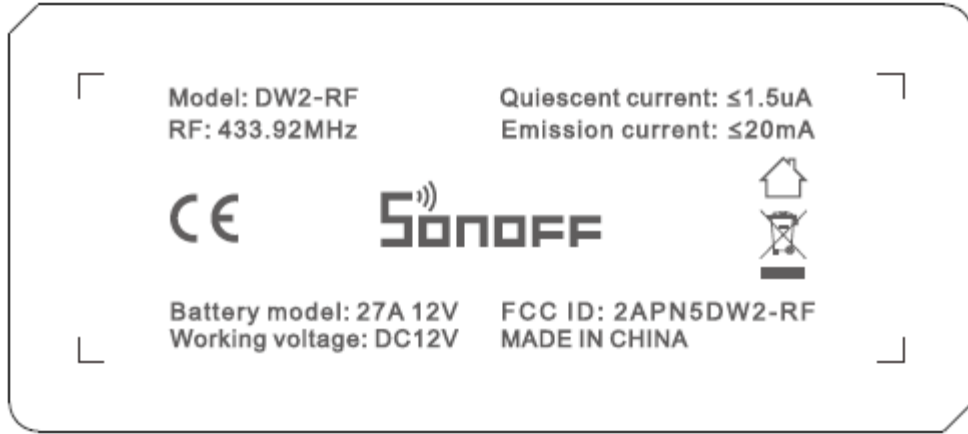 Model: DW2-RF
RF: 433.92MHz
Quiescent current: ≤1.5uA
Emission current: ≤20mA
CE
SONOFF
Battery model: 27A 12V
Working voltage: DC12V
FCC ID: 2APN5DW2-RF
MADE IN CHINA